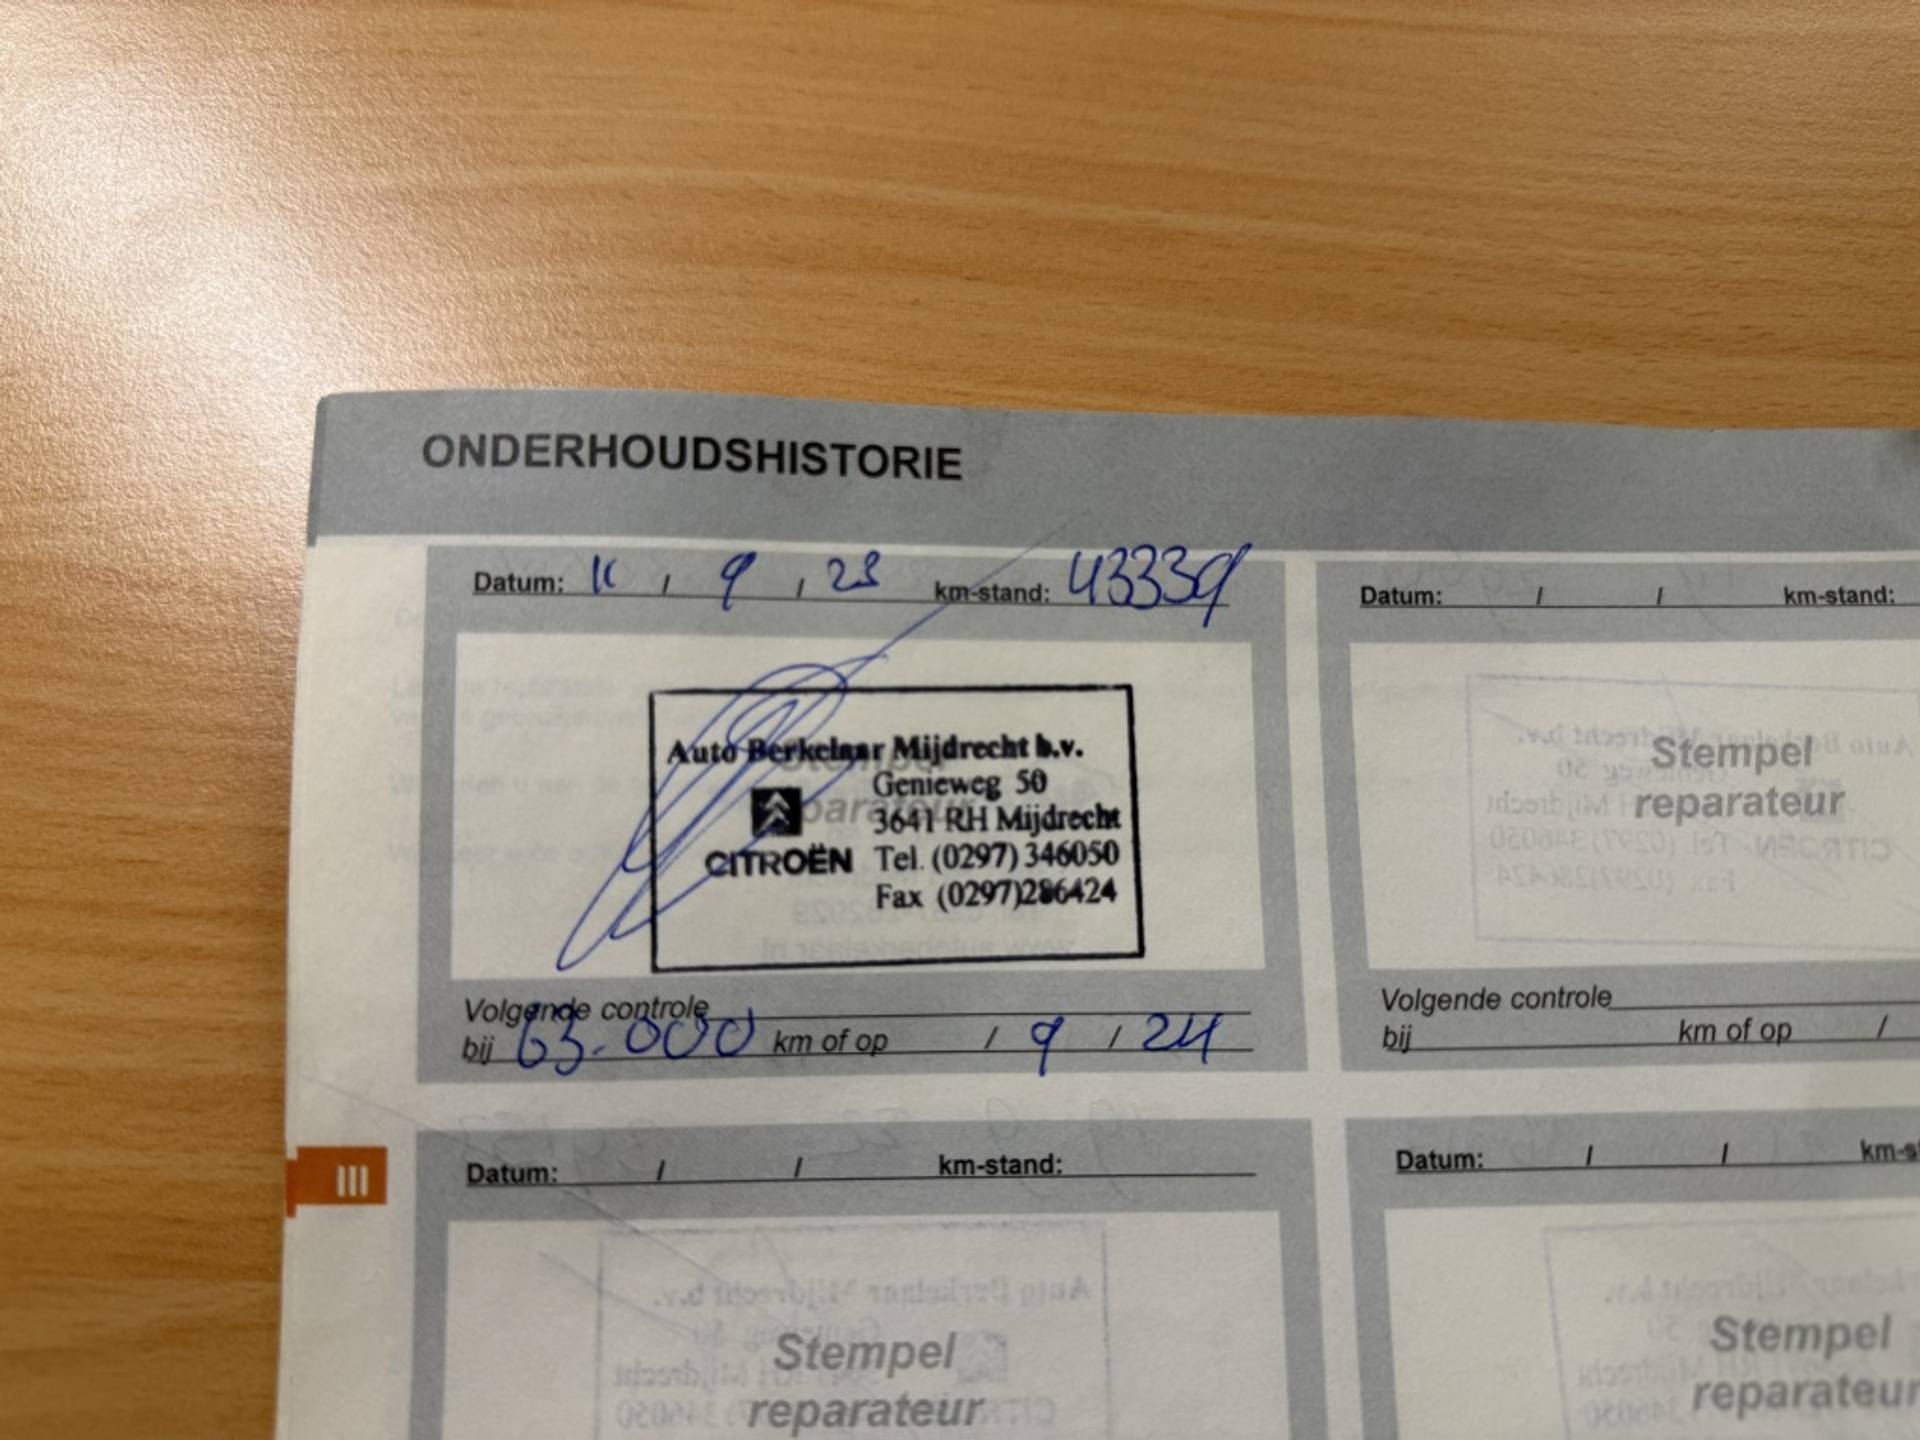 ONDERHOUDSHISTORIE
Datum: 11 / 9 / 23 km-stand: 43339
Auto Berkelaar Mijdrecht b.v.
Genieweg 50
3641 RH Mijdrecht
CITROËN Tel. (0297) 346050
Fax (0297)286424
Volgende controle
bij 63.000 km of op / 9 / 24
Datum: / / km-stand:
Stempel
reparateur
Volgende controle
bij km of op /
III
Datum: / / km-stand:
Stempel
reparateur
Datum: / / km-s
Stempel
reparateur